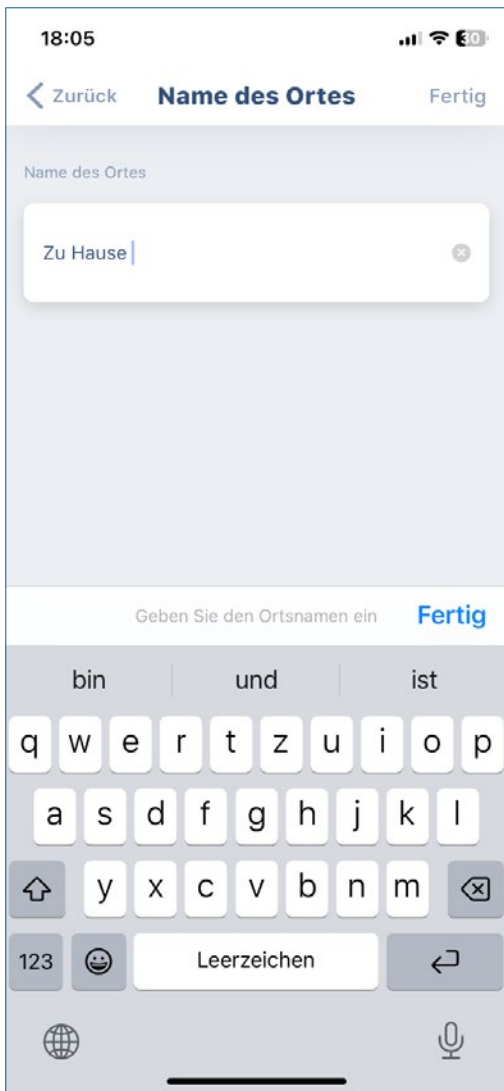 18:05
30
Zurück Name des Ortes Fertig
Name des Ortes
Zu Hause
Geben Sie den Ortsnamen ein Fertig
bin und ist
q w e r t z u i o p
a s d f g h j k l
y x c v b n m
123 Leerzeichen